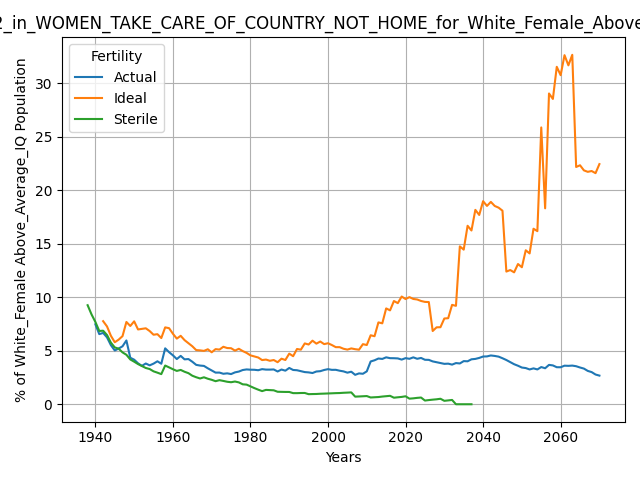 2_in_WOMEN_TAKE_CARE_OF_COUNTRY_NOT_HOME_for_White_Female_Above
% of White_Female Above_Average_IQ Population
Fertility
Actual
Ideal
Sterile
30
25
20
15
10
5
0
1940 1960 1980 2000 2020 2040 2060
Years